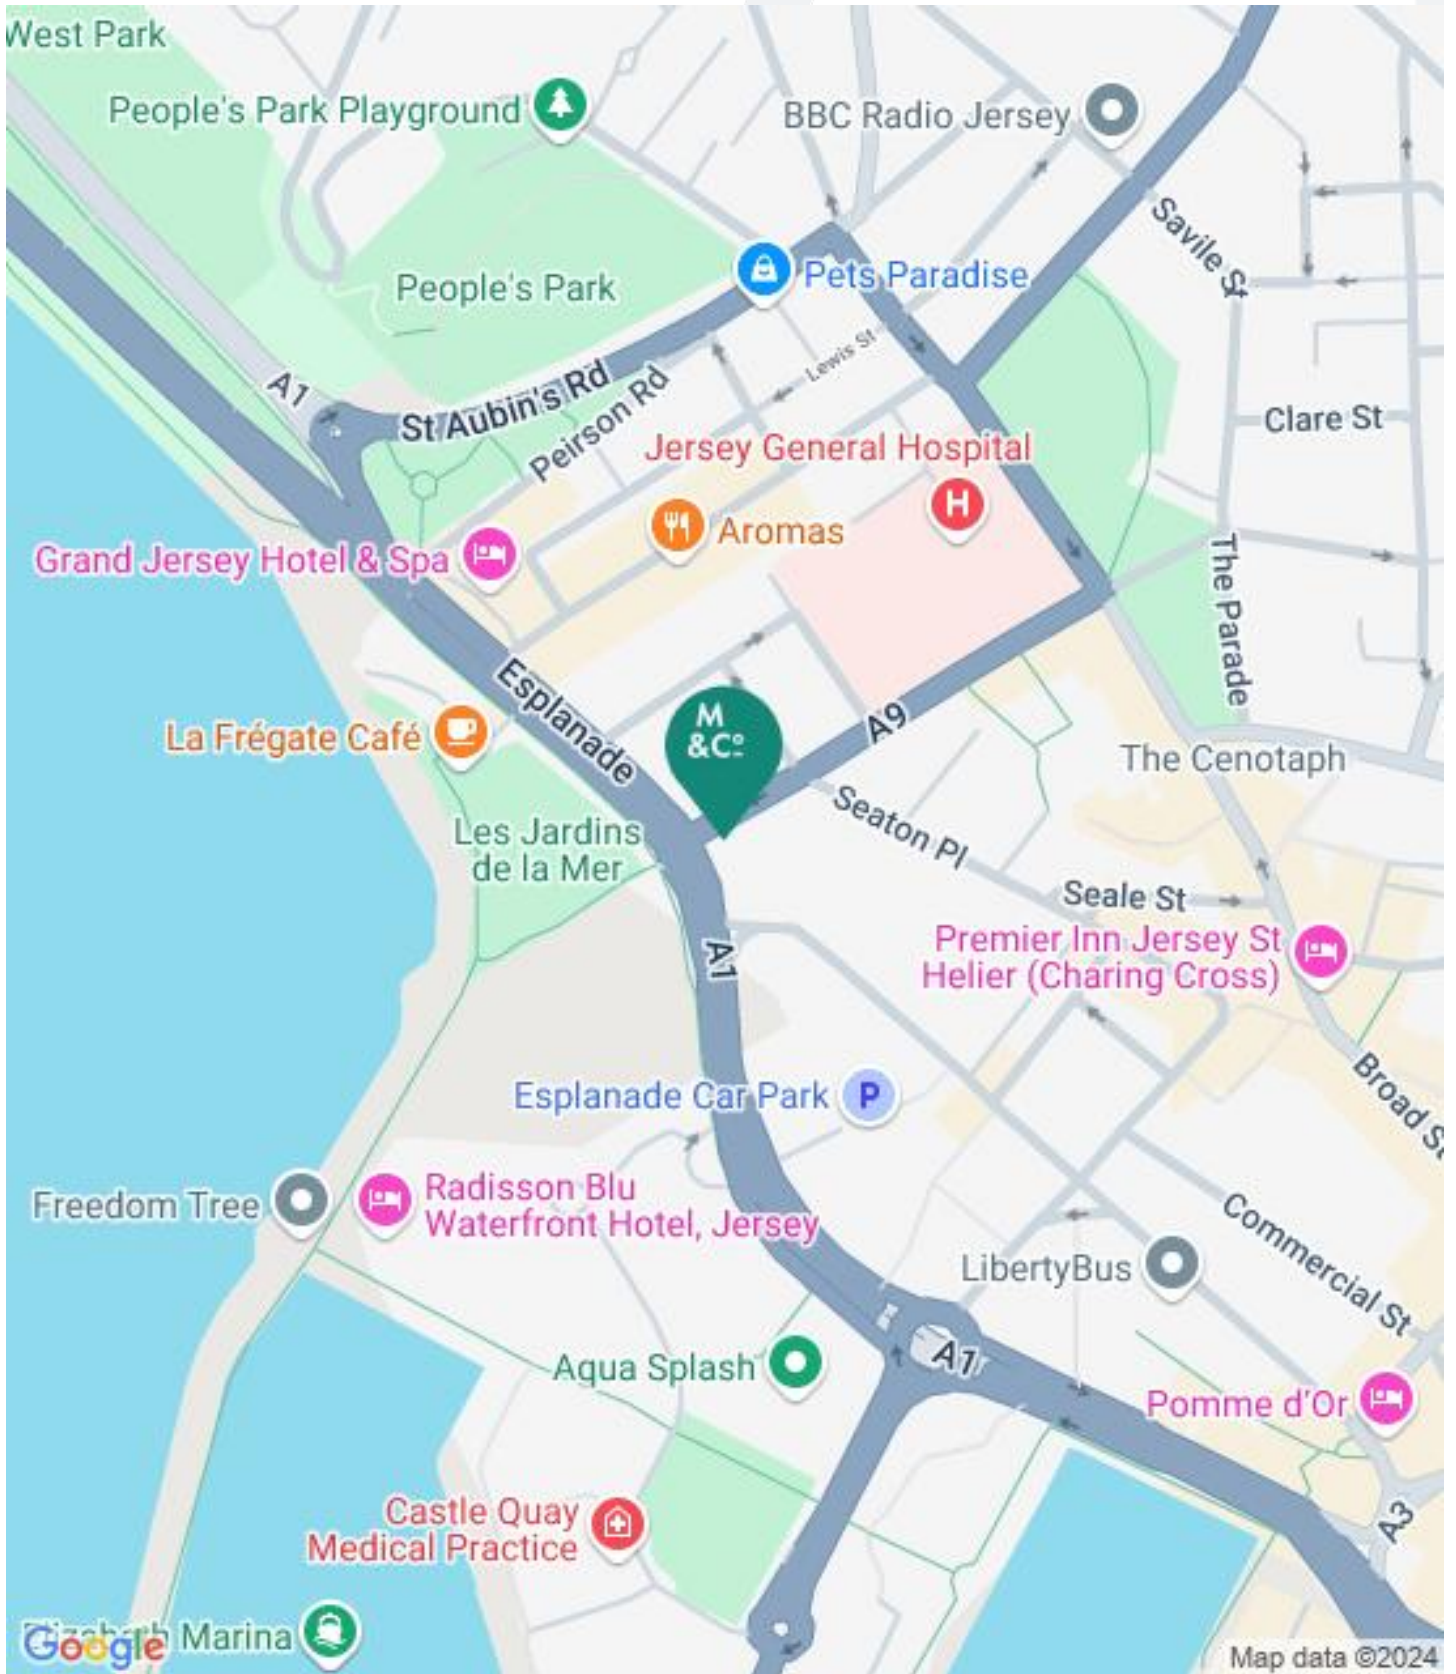 West Park
People's Park Playground
BBC Radio Jersey
Savile St
People's Park
Pets Paradise
Lewis St
A1
St Aubin's Rd
Peirson Rd
Clare St
Jersey General Hospital
H
Aromas
Grand Jersey Hotel & Spa
The Parade
Esplanade
M
&Co
A9
La Frégate Café
The Cenotaph
Seaton Pl
Les Jardins
de la Mer
Seale St
A1
Premier Inn Jersey St
Helier (Charing Cross)
Esplanade Car Park
P
Broad St
Radisson Blu
Waterfront Hotel, Jersey
Freedom Tree
Commercial St
LibertyBus
A1
Aqua Splash
Pomme d'Or
A3
Castle Quay
Medical Practice
Elizabeth Marina
Google
Map data ©2024